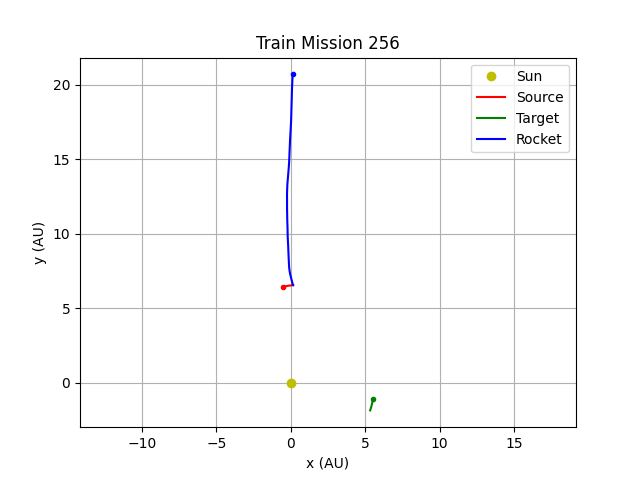 Train Mission 256
Sun
Source
Target
Rocket
20
15
10
5
0
y (AU)
−10
−5
0
5
10
15
x (AU)